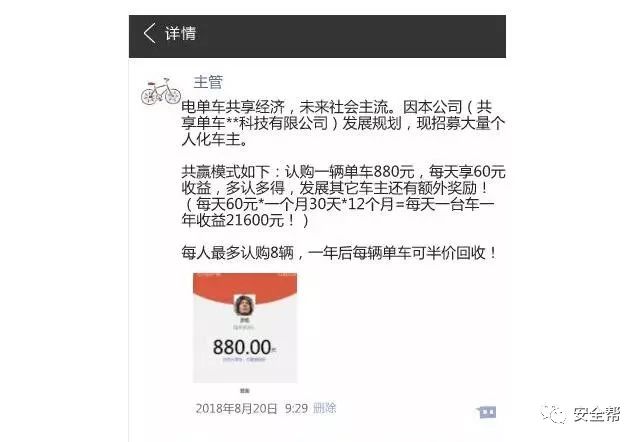 详情
主管
电单车共享经济，未来社会主流。因本公司（共
享单车**科技有限公司）发展规划，现招募大量个
人化车主。
共赢模式如下：认购一辆单车880元，每天享60元
收益，多认多得，发展其它车主还有额外奖励！
（每天60元*一个月30天*12个月=每天一台车一
年收益21600元！）
每人最多认购8辆，一年后每辆单车可半价回收！
880.00元
2018年8月20日 9:29 删除
安全帮